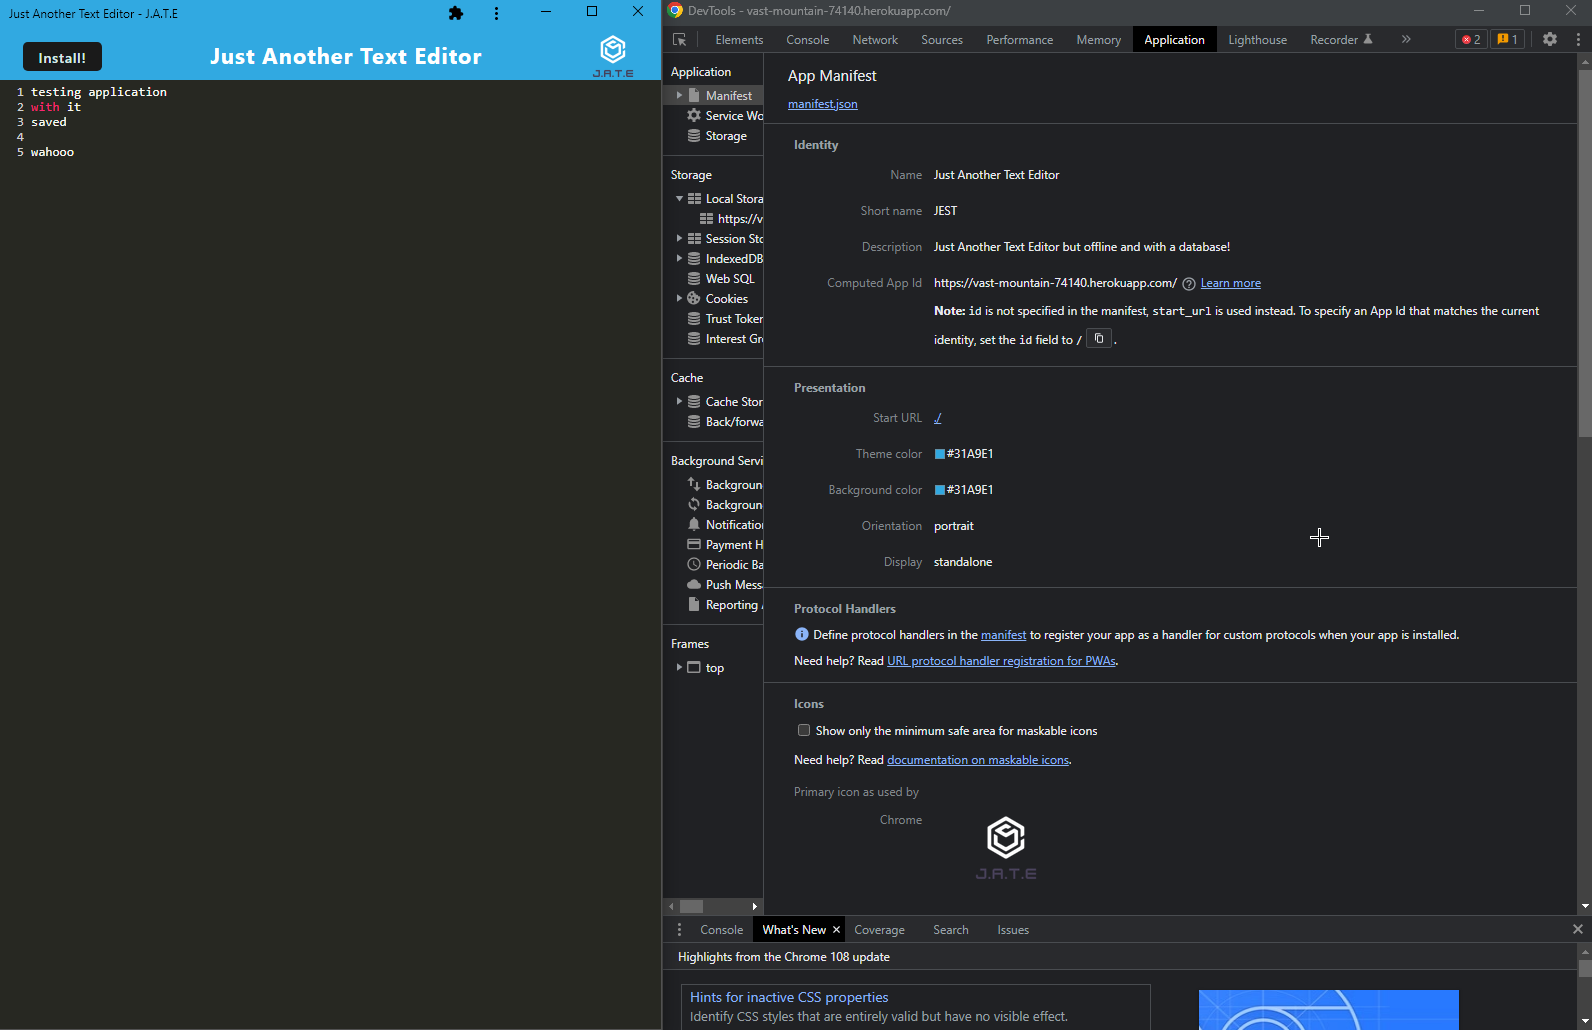 Just Another Text Editor - J.A.T.E
Install!
Just Another Text Editor
J.A.T.E
1 testing application
2 with it
3 saved
4
5 wahooo
DevTools - vast-mountain-74140.herokuapp.com/
Elements Console Network Sources Performance Memory Application Lighthouse Recorder » 2 1
Application
Manifest
Service Wo
Storage
Storage
Local Stora
https://v
Session Sto
IndexedDB
Web SQL
Cookies
Trust Token
Interest Gr
Cache
Cache Stor
Back/forwa
Background Servi
Backgroun
Backgroun
Notification
Payment H
Periodic Ba
Push Mess
Reporting A
Frames
top
App Manifest
manifest.json
Identity
Name Just Another Text Editor
Short name JEST
Description Just Another Text Editor but offline and with a database!
Computed App Id https://vast-mountain-74140.herokuapp.com/ ? Learn more
Note: id is not specified in the manifest, start_url is used instead. To specify an App Id that matches the current
identity, set the id field to / .
Presentation
Start URL ./
Theme color #31A9E1
Background color #31A9E1
Orientation portrait
Display standalone
Protocol Handlers
Define protocol handlers in the manifest to register your app as a handler for custom protocols when your app is installed.
Need help? Read URL protocol handler registration for PWAs.
Icons
Show only the minimum safe area for maskable icons
Need help? Read documentation on maskable icons.
Primary icon as used by
Chrome
J.A.T.E
Console What's New × Coverage Search Issues
Highlights from the Chrome 108 update
Hints for inactive CSS properties
Identify CSS styles that are entirely valid but have no visible effect.